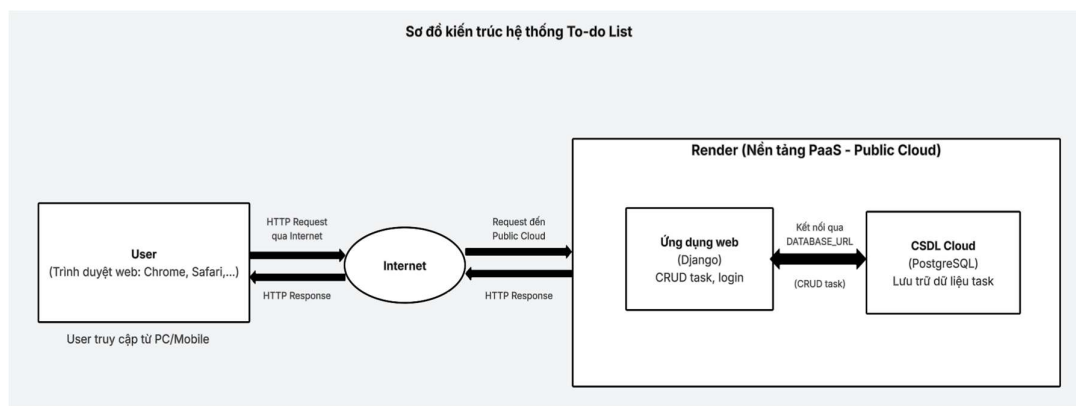 Sơ đồ kiến trúc hệ thống To-do List
Render (Nền tảng PaaS - Public Cloud)
User
(Trình duyệt web: Chrome, Safari,...)
User truy cập từ PC/Mobile
HTTP Request
qua Internet
HTTP Response
Internet
Request đến
Public Cloud
HTTP Response
Ứng dụng web
(Django)
CRUD task, login
Kết nối qua
DATABASE_URL
(CRUD task)
CSDL Cloud
(PostgreSQL)
Lưu trữ dữ liệu task